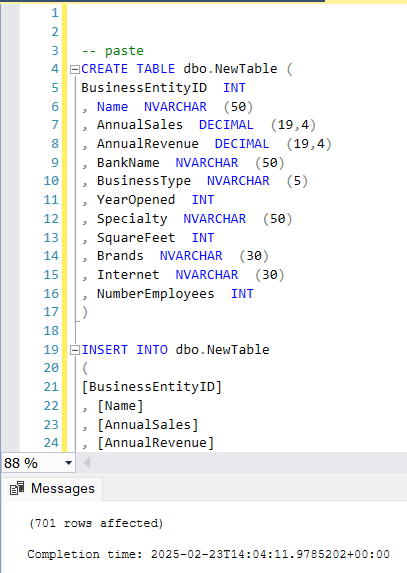 1
2
3 -- paste
4 CREATE TABLE dbo.NewTable (
5 BusinessEntityID  INT
6 , Name  NVARCHAR  (50)
7 , AnnualSales  DECIMAL  (19,4)
8 , AnnualRevenue  DECIMAL  (19,4)
9 , BankName  NVARCHAR  (50)
10 , BusinessType  NVARCHAR  (5)
11 , YearOpened  INT
12 , Specialty  NVARCHAR  (50)
13 , SquareFeet  INT
14 , Brands  NVARCHAR  (30)
15 , Internet  NVARCHAR  (30)
16 , NumberEmployees  INT
17 )
18
19 INSERT INTO dbo.NewTable
20 (
21 [BusinessEntityID]
22 , [Name]
23 , [AnnualSales]
24 , [AnnualRevenue]
88 %
Messages
(701 rows affected)
Completion time: 2025-02-23T14:04:11.9785202+00:00